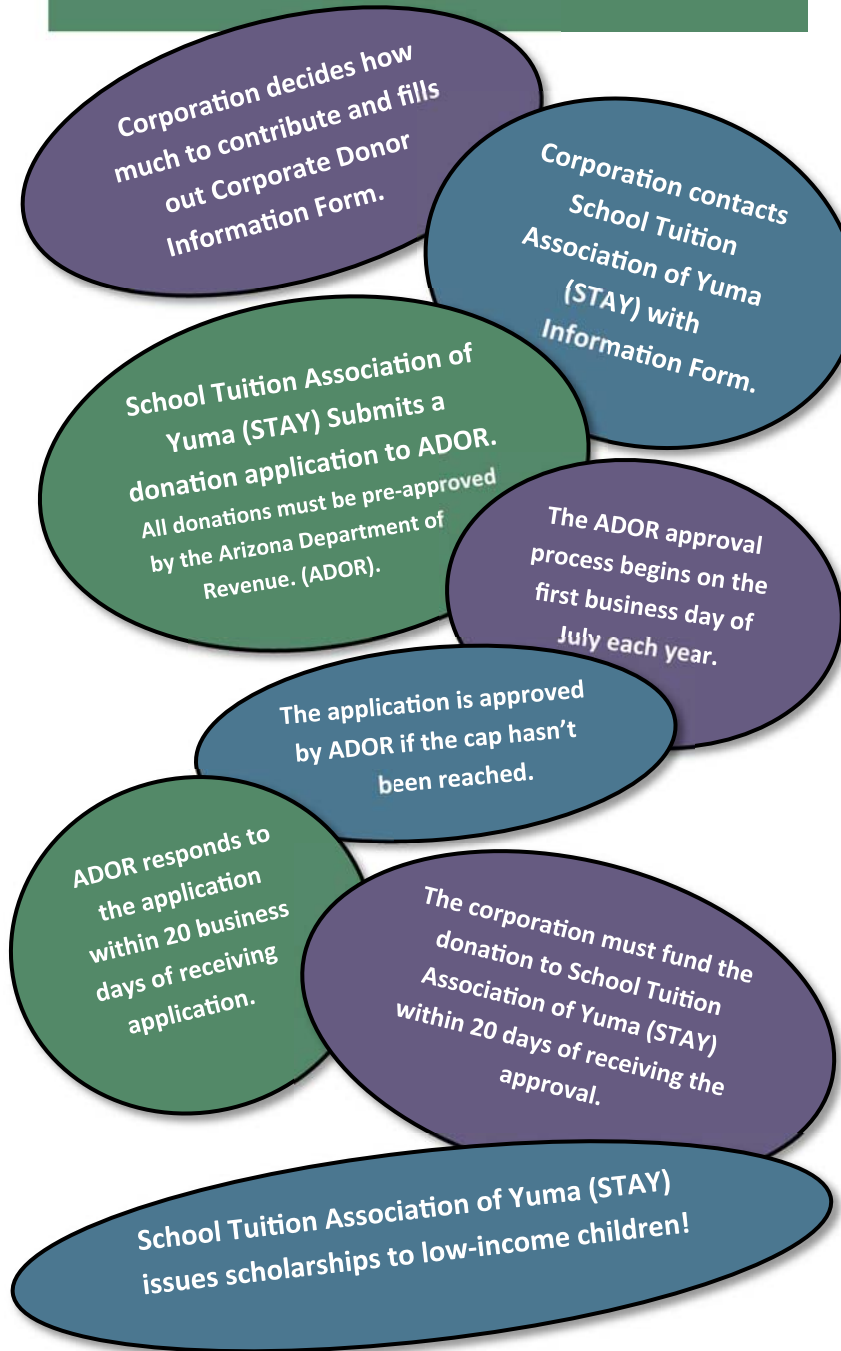 Corporation decides how
much to contribute and fills
out Corporate Donor
Information Form.
Corporation contacts
School Tuition
Association of Yuma
(STAY) with
Information Form.
School Tuition Association of
Yuma (STAY) Submits a
donation application to ADOR.
All donations must be pre-approved
by the Arizona Department of
Revenue. (ADOR).
The ADOR approval
process begins on the
first business day of
July each year.
The application is approved
by ADOR if the cap hasn't
been reached.
ADOR responds to
the application
within 20 business
days of receiving
application.
The corporation must fund the
donation to School Tuition
Association of Yuma (STAY)
within 20 days of receiving the
approval.
School Tuition Association of Yuma (STAY)
issues scholarships to low-income children!